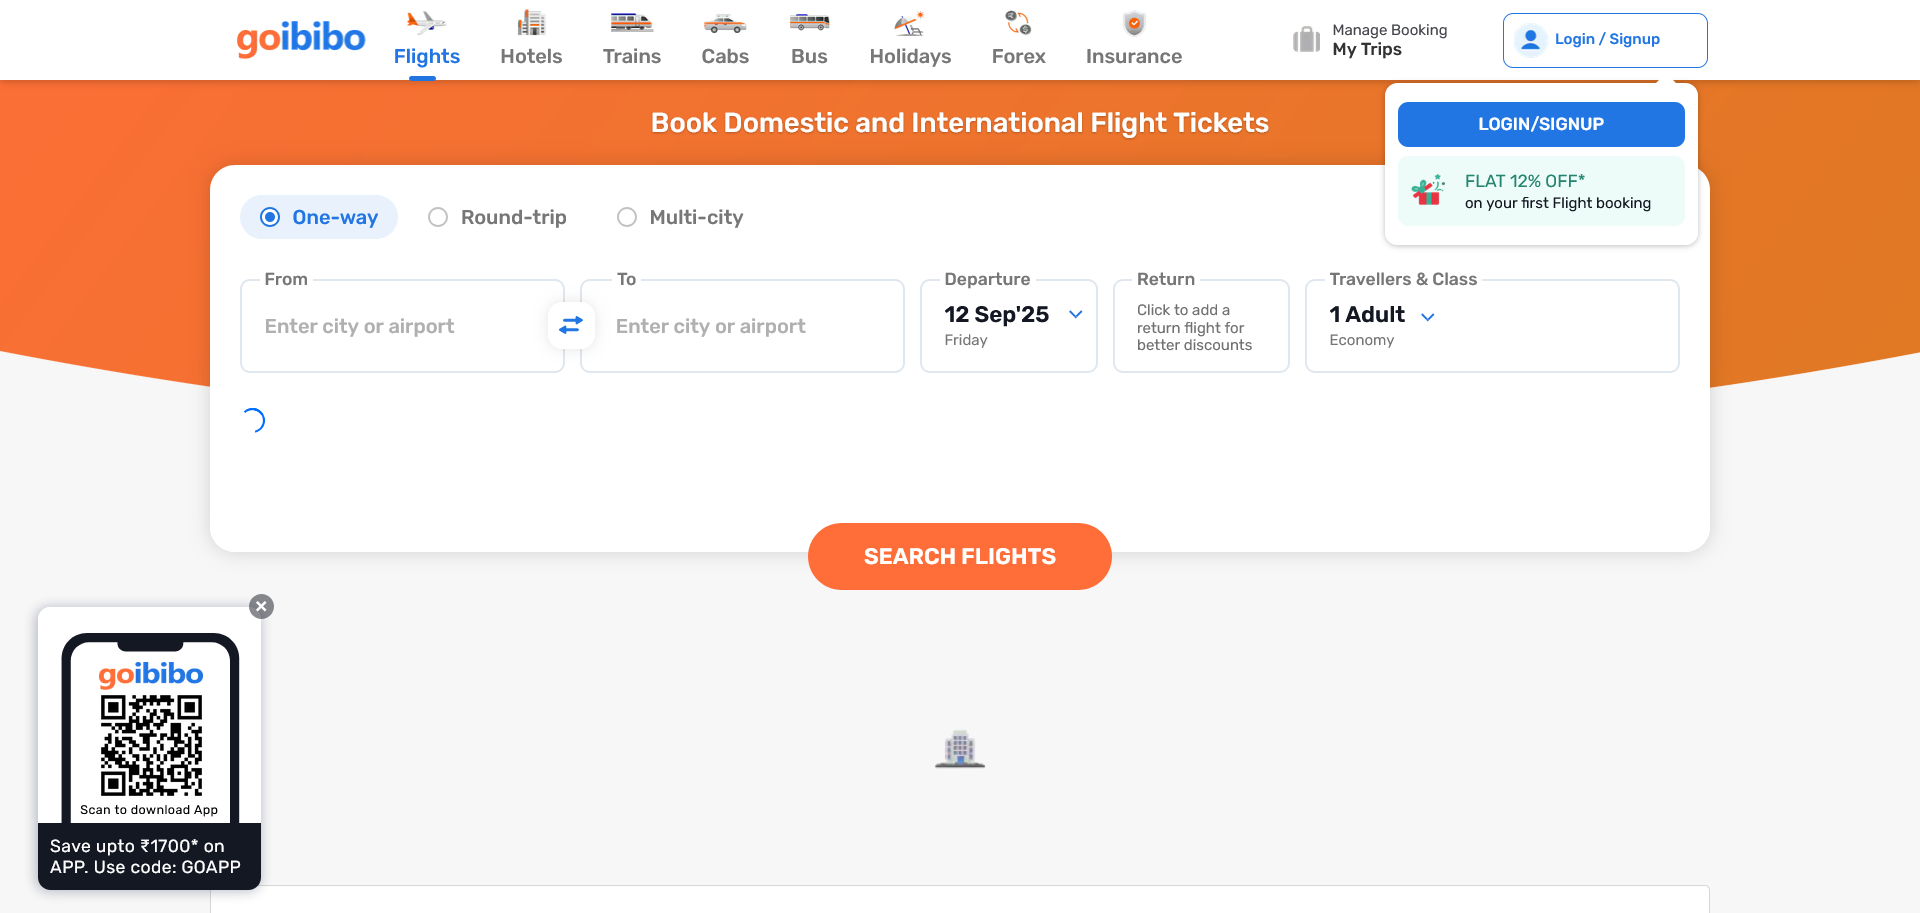 goibibo
Flights
Hotels
Trains
Cabs
Bus
Holidays
Forex
Insurance
Manage Booking
My Trips
Login / Signup
Book Domestic and International Flight Tickets
LOGIN/SIGNUP
FLAT 12% OFF*
on your first Flight booking
One-way
Round-trip
Multi-city
From
Enter city or airport
To
Enter city or airport
Departure
12 Sep'25
Friday
Return
Click to add a
return flight for
better discounts
Travellers & Class
1 Adult
Economy
SEARCH FLIGHTS
goibibo
Scan to download App
Save upto ₹1700* on
APP. Use code: GOAPP